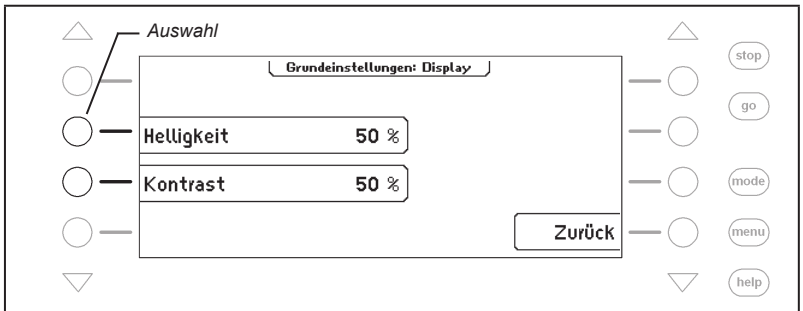 Auswahl
stop
Grundeinstellungen: Display
go
Helligkeit 50 %
Kontrast 50 %
mode
Zurück
menu
help